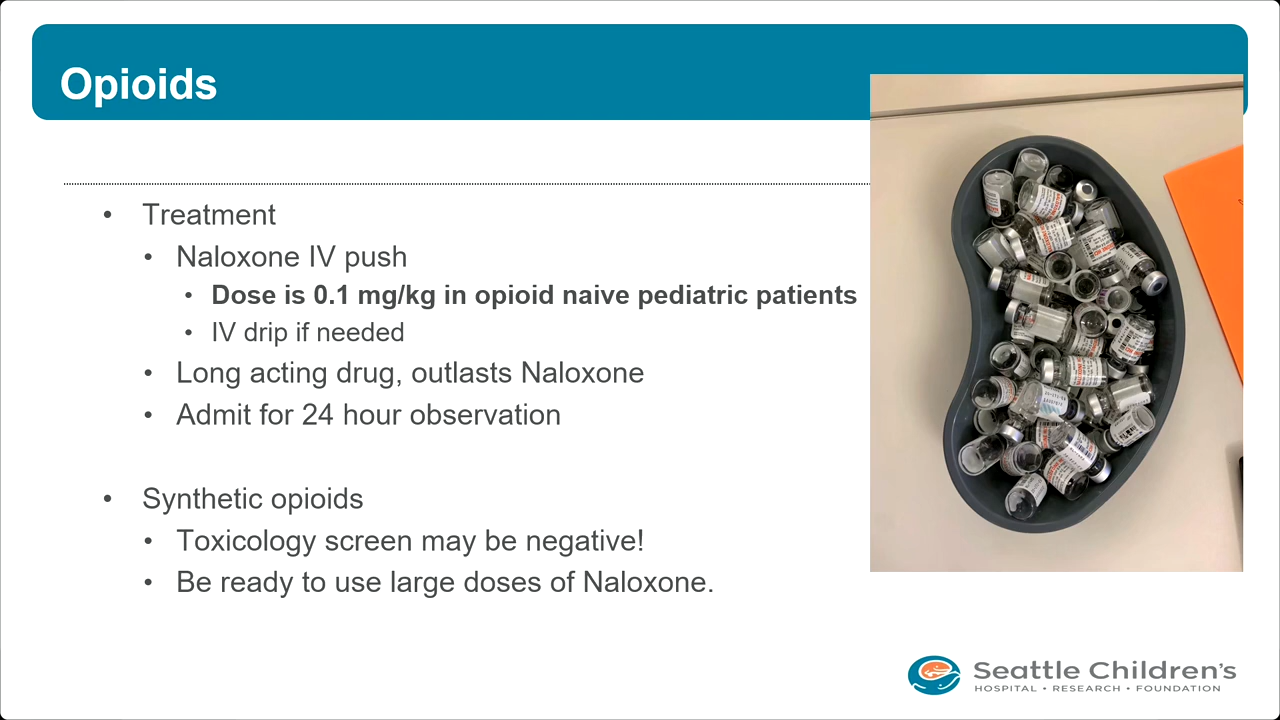 Opioids
• Treatment
• Naloxone IV push
• Dose is 0.1 mg/kg in opioid naive pediatric patients
• IV drip if needed
• Long acting drug, outlasts Naloxone
• Admit for 24 hour observation
• Synthetic opioids
• Toxicology screen may be negative!
• Be ready to use large doses of Naloxone.
Seattle Children's
HOSPITAL • RESEARCH • FOUNDATION